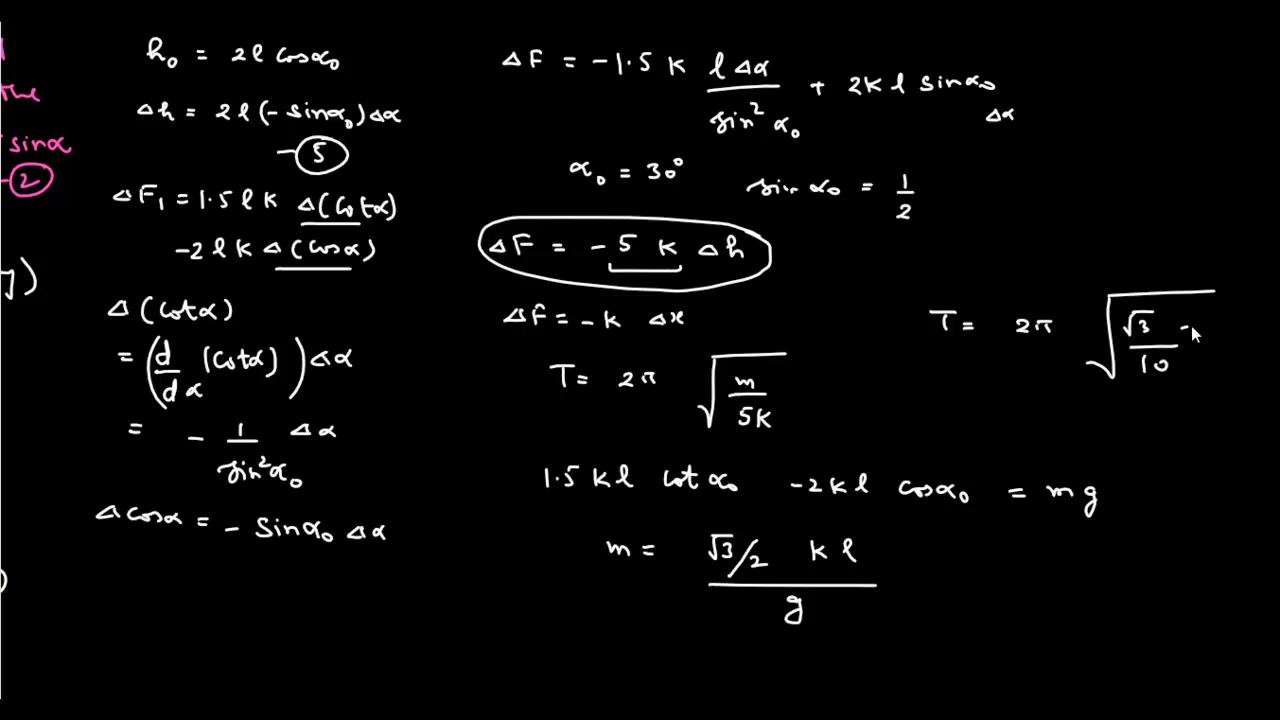 the
sinα
-②
y)
h₀ = 2l cosα₀
Δh = 2l (- sinα₀) Δα
-⑤
ΔF₁ = 1.5 l k Δ(cotα)
-2 l k Δ(cosα)
Δ(cotα)
= (d/dα (cotα)) Δα
= - 1/sin²α₀ Δα
Δcosα = - sinα₀ Δα
ΔF = -1.5 k lΔα/sin²α₀ + 2kl sinα₀ Δα
α₀ = 30° sinα₀ = 1/2
ΔF = - 5 k Δh
ΔF = -k Δx
T = 2π √(m/5k)
1.5 kl cotα₀ -2kl cosα₀ = mg
m = √3/2 kl / g
T = 2π √(√3/10 -